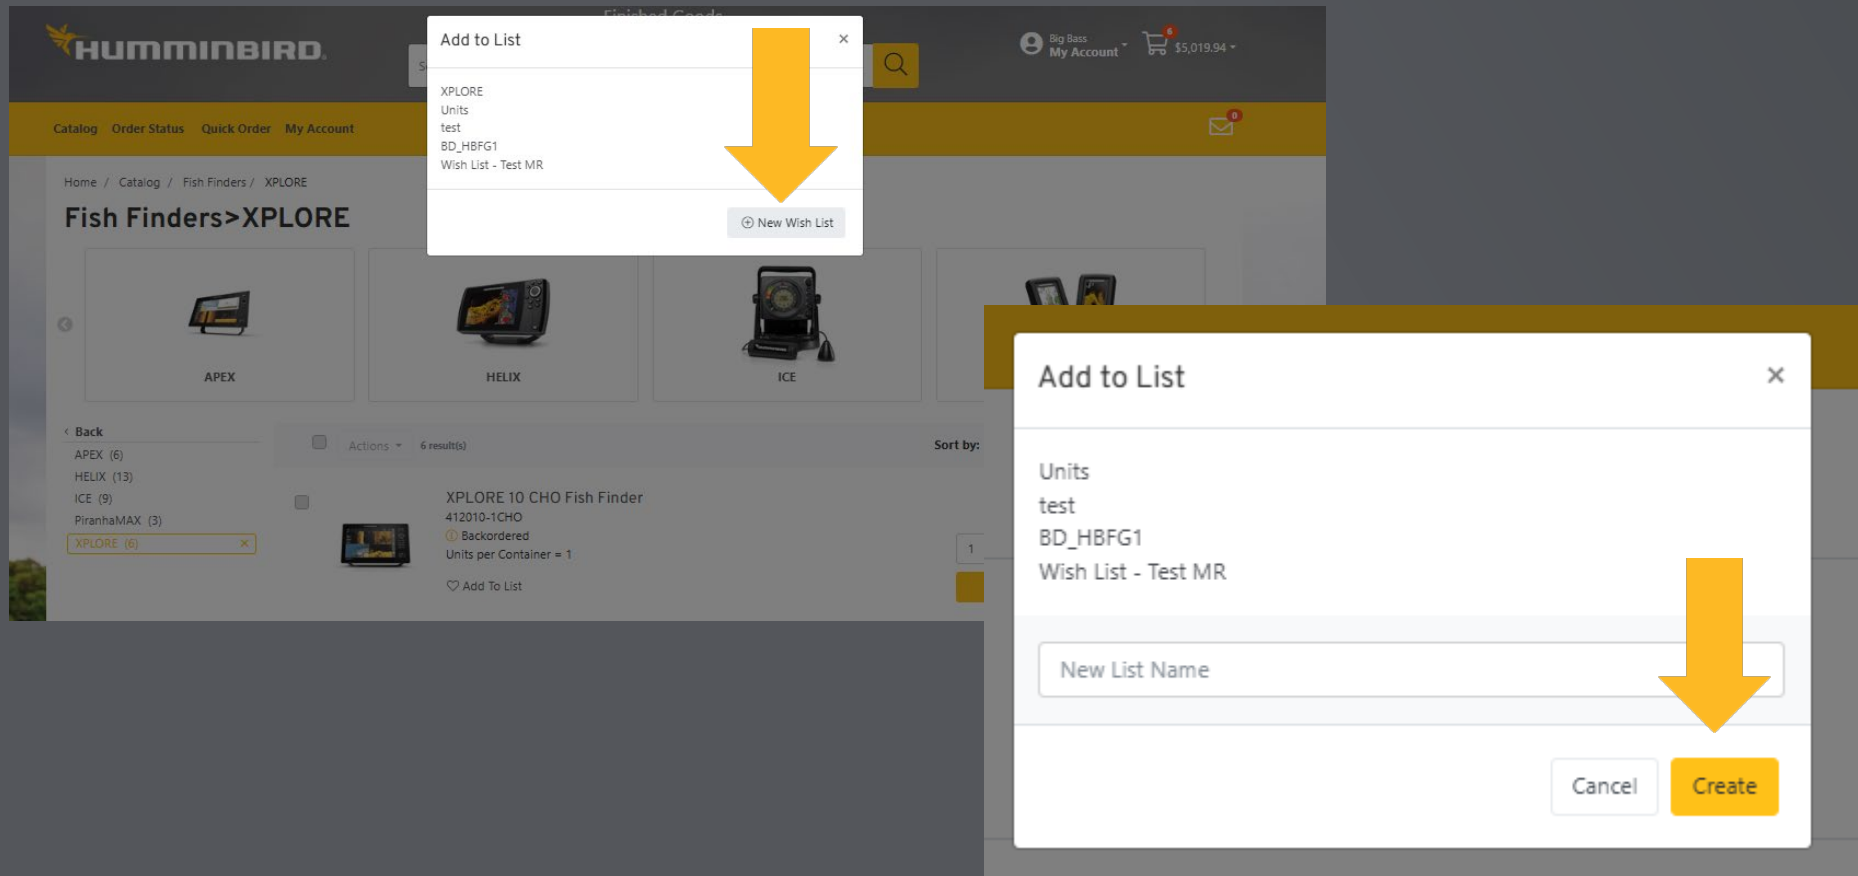 Finished Goods
HUMMINBIRD.
Add to List
×
Big Bass
My Account
6
$5,019.94
XPLORE
Units
test
BD_HBFG1
Wish List - Test MR
New Wish List
Catalog Order Status Quick Order My Account
0
Home / Catalog / Fish Finders / XPLORE
Fish Finders>XPLORE
APEX
HELIX
ICE
< Back
APEX (6)
HELIX (13)
ICE (9)
PiranhaMAX (3)
XPLORE (6) ×
Actions
6 result(s)
Sort by:
XPLORE 10 CHO Fish Finder
412010-1CHO
Backordered
Units per Container = 1
Add To List
1
Add to List
×
Units
test
BD_HBFG1
Wish List - Test MR
New List Name
Cancel
Create